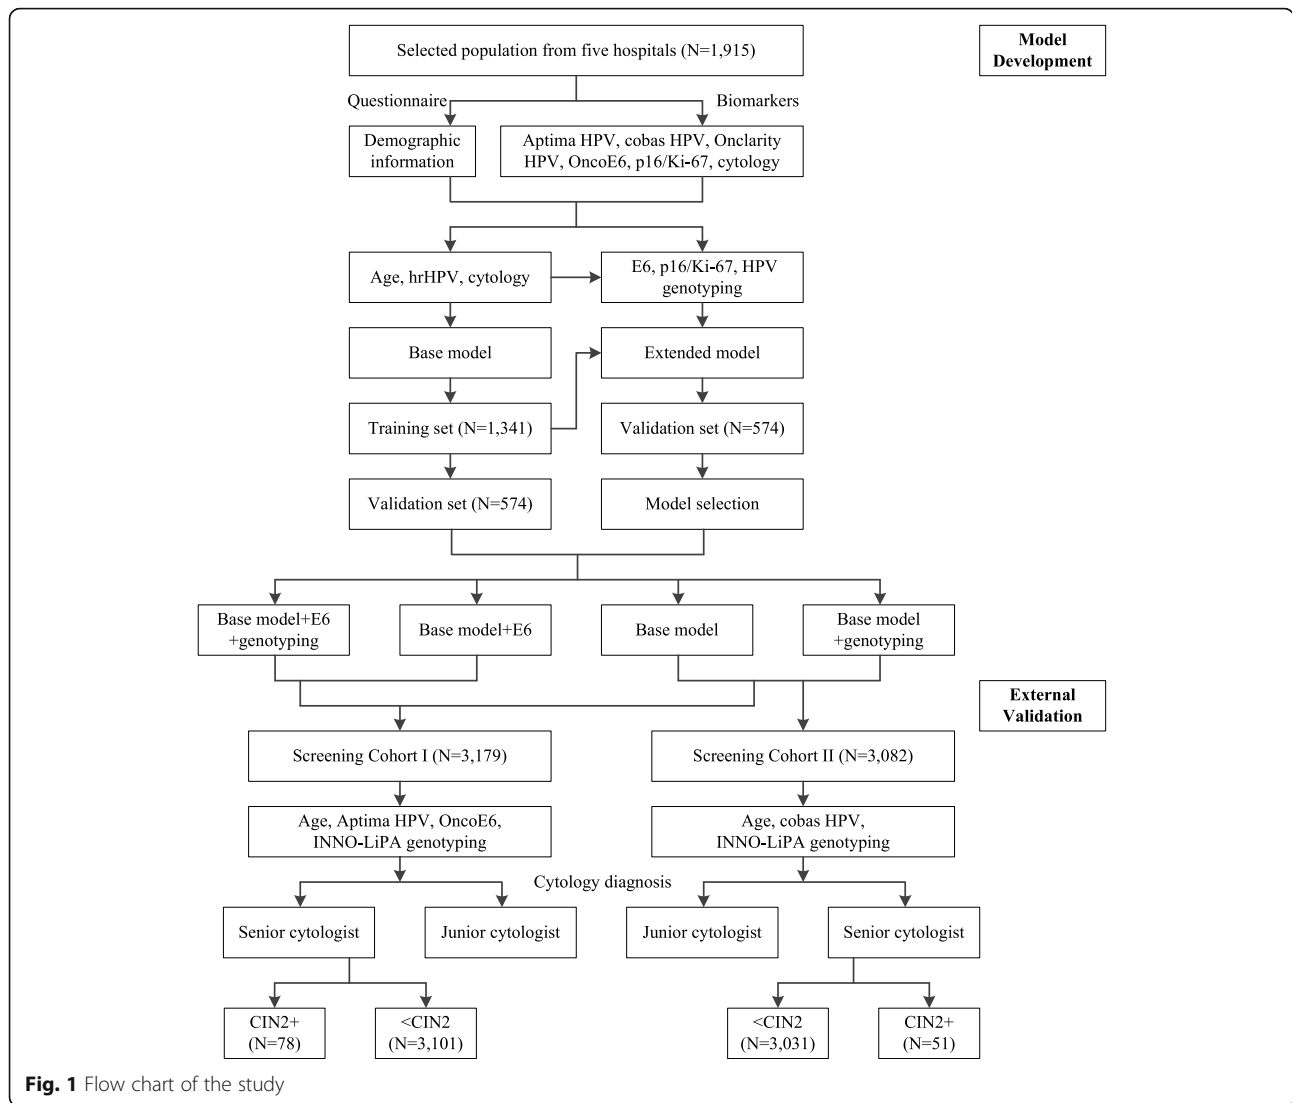 Selected population from five hospitals (N=1,915)
Model
Development
Questionnaire
Biomarkers
Demographic
information
Aptima HPV, cobas HPV, Onclarity
HPV, OncoE6, p16/Ki-67, cytology
Age, hrHPV, cytology
E6, p16/Ki-67, HPV
genotyping
Base model
Extended model
Training set (N=1,341)
Validation set (N=574)
Validation set (N=574)
Model selection
Base model+E6
+genotyping
Base model+E6
Base model
Base model
+genotyping
External
Validation
Screening Cohort I (N=3,179)
Screening Cohort II (N=3,082)
Age, Aptima HPV, OncoE6,
INNO-LiPA genotyping
Age, cobas HPV,
INNO-LiPA genotyping
Cytology diagnosis
Senior cytologist
Junior cytologist
Junior cytologist
Senior cytologist
CIN2+
(N=78)
<CIN2
(N=3,101)
<CIN2
(N=3,031)
CIN2+
(N=51)
Fig. 1 Flow chart of the study